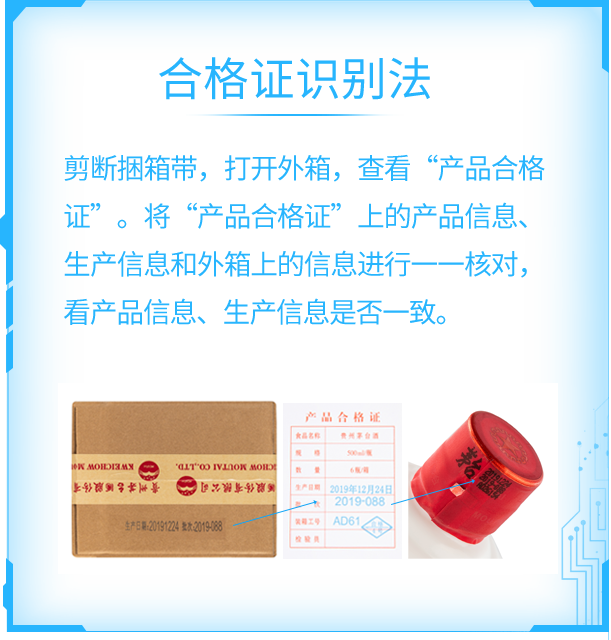 合格证识别法
剪断捆箱带，打开外箱，查看“产品合格
证”。将“产品合格证”上的产品信息、
生产信息和外箱上的信息进行一一核对，
看产品信息、生产信息是否一致。
KWEICHOW MOUTAI CO.,LTD.
生产日期:20191224 批次:2019-088
产品合格证
食品名称 贵州茅台酒
规格 500ml/瓶
数量 6瓶/箱
生产日期 2019年12月24日
批次 2019-088
装箱工号 AD61
检验员
茅台